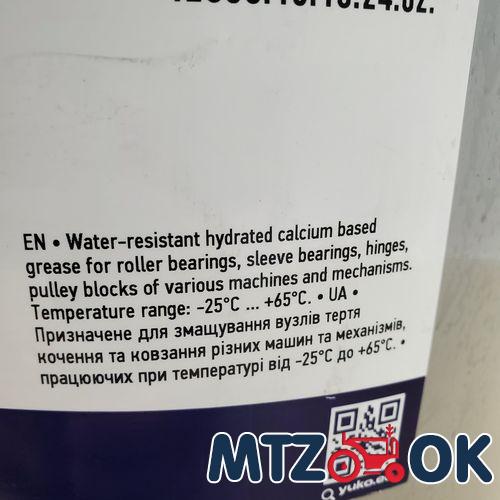 EN • Water-resistant hydrated calcium based
grease for roller bearings, sleeve bearings, hinges,
pulley blocks of various machines and mechanisms.
Temperature range: -25°C ... +65°C. • UA •
Призначене для змащування вузлів тертя
кочення та ковзання різних машин та механізмів,
працюючих при температурі від -25°C до +65°C. •
MTZ OK